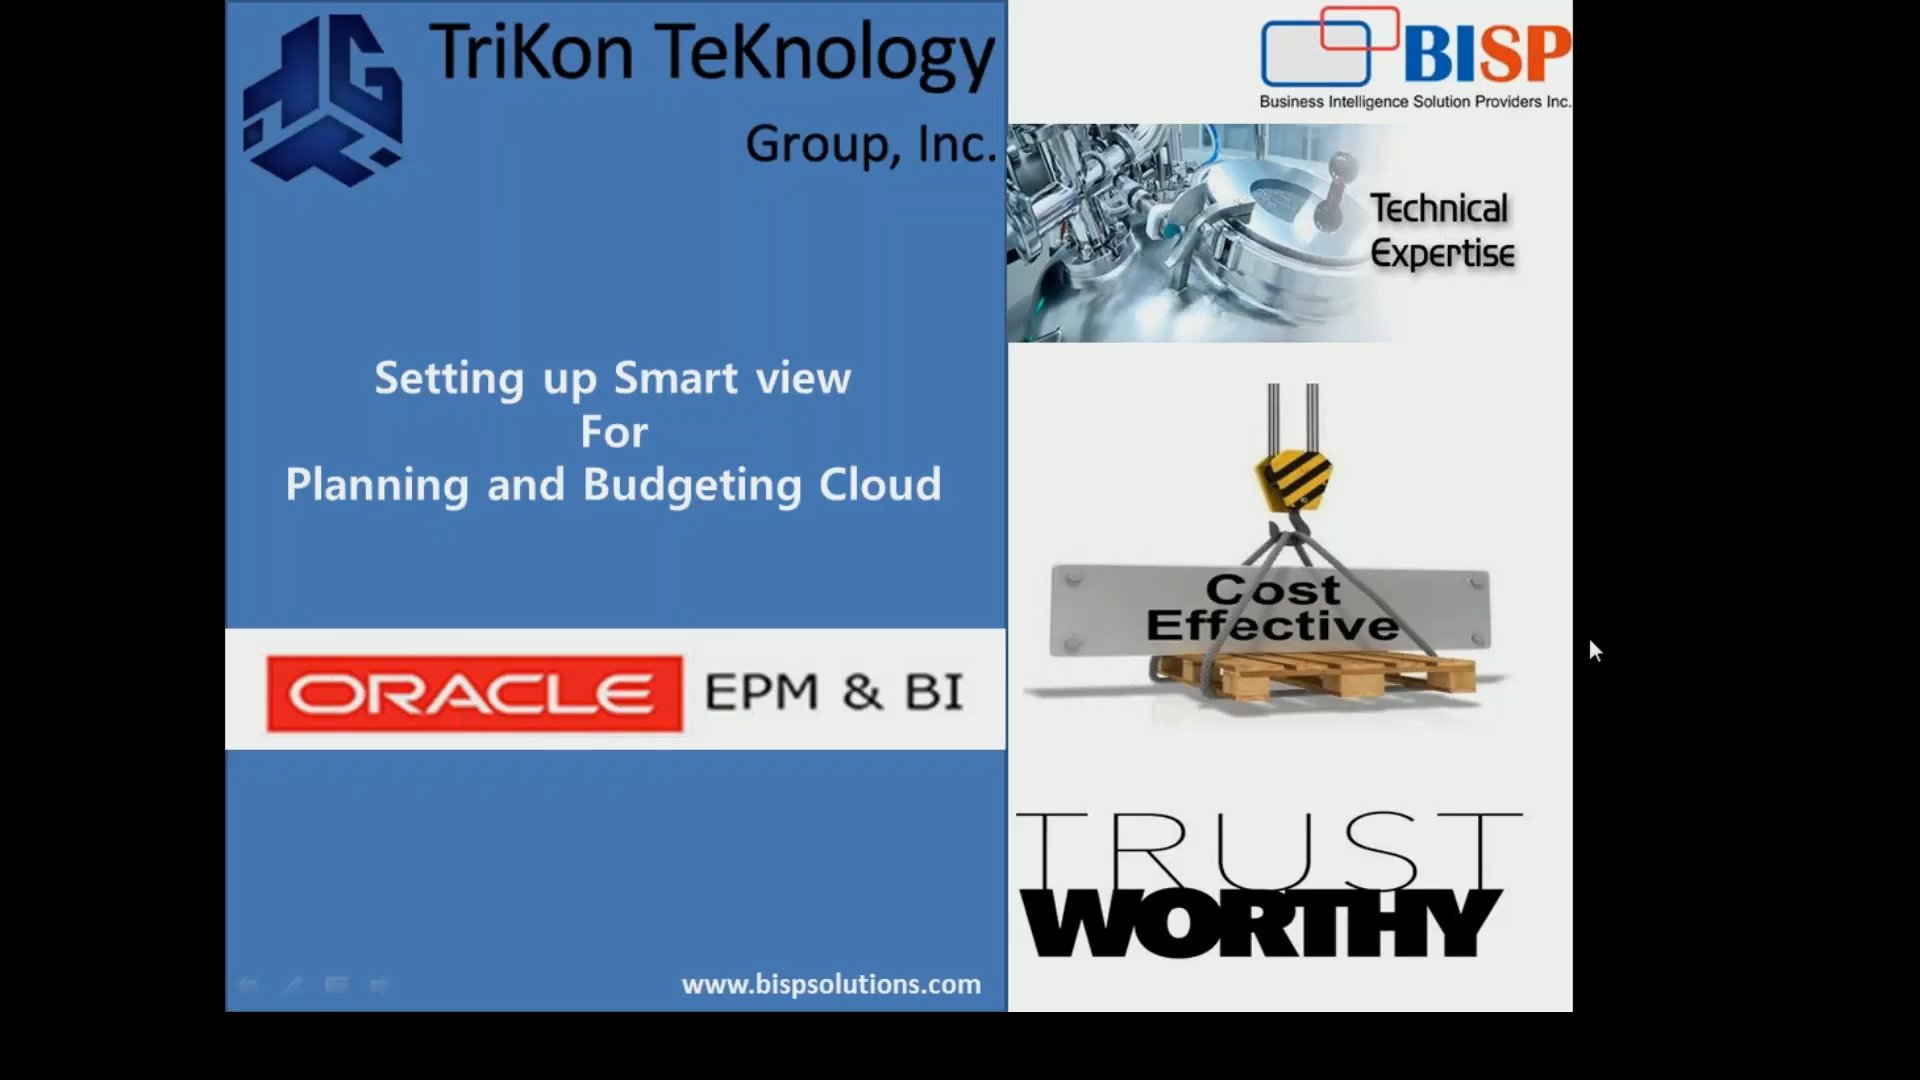 TriKon TeKnology
Group, Inc.
Setting up Smart view
For
Planning and Budgeting Cloud
ORACLE EPM & BI
www.bispsolutions.com
BISP
Business Intelligence Solution Providers Inc.
Technical
Expertise
Cost
Effective
TRUST
WORTHY